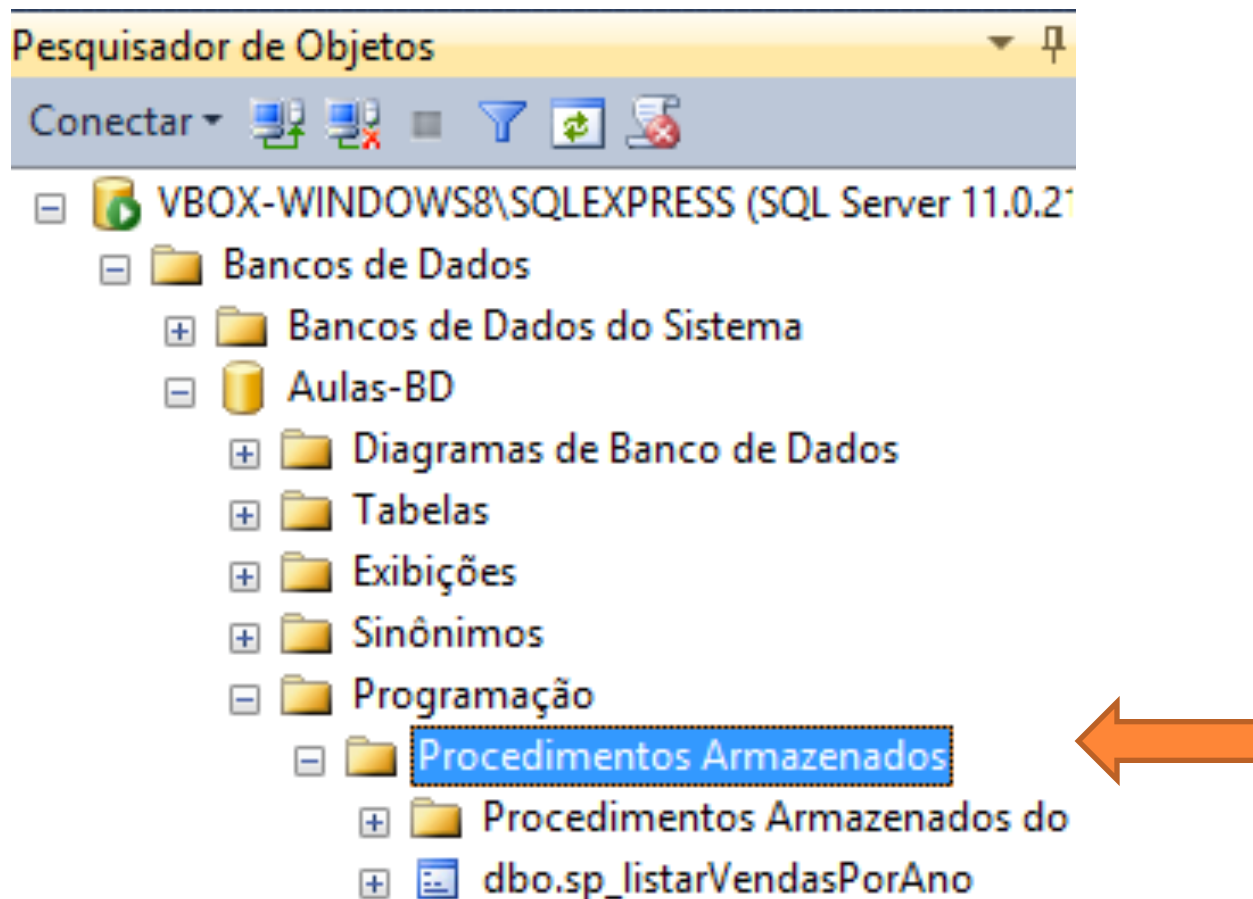 Pesquisador de Objetos
Conectar
VBOX-WINDOWS8\SQLEXPRESS (SQL Server 11.0.21
Bancos de Dados
Bancos de Dados do Sistema
Aulas-BD
Diagramas de Banco de Dados
Tabelas
Exibições
Sinônimos
Programação
Procedimentos Armazenados
Procedimentos Armazenados do
dbo.sp_listarVendasPorAno